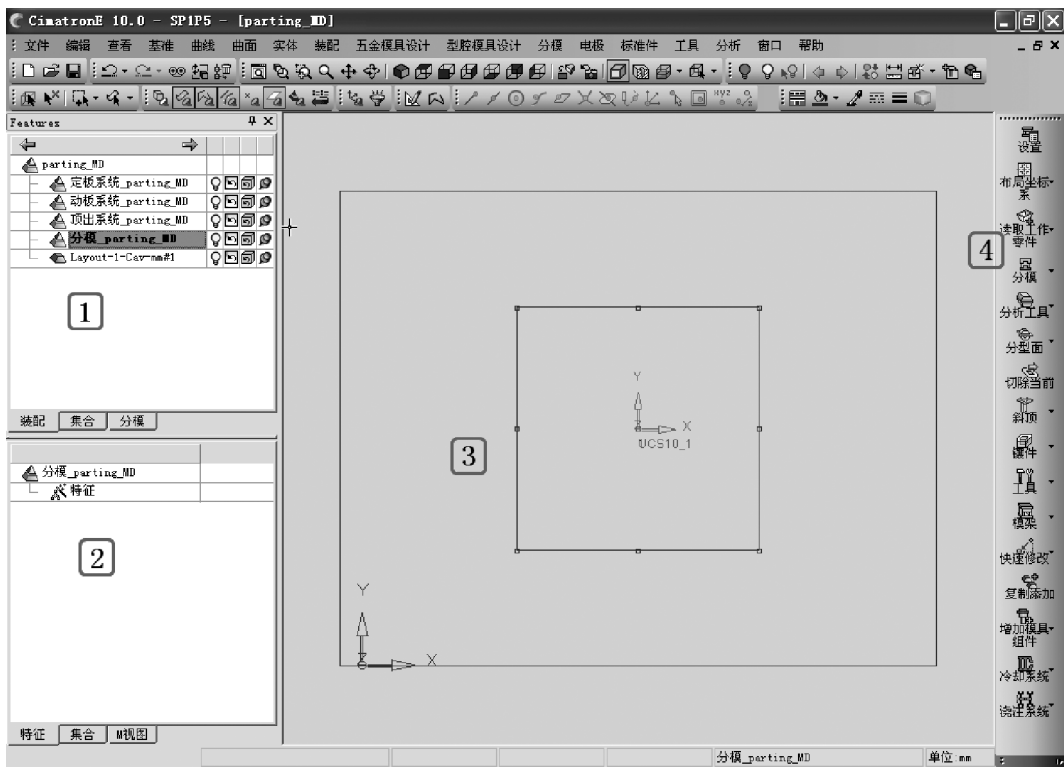 CimatronE 10.0 - SP1P5 - [parting_MD]
文件 编辑 查看 基准 曲线 曲面 实体 装配 五金模具设计 型腔模具设计 分模 电极 标准件 工具 分析 窗口 帮助
Features
parting_MD
定板系统_parting_MD
动板系统_parting_MD
顶出系统_parting_MD
分模_parting_MD
Layout-1-Cav-mm#1
1
装配 集合 分模
分模_parting_MD
特征
2
特征 集合 M视图
Y
X
UCS10_1
3
Y
X
4
设置
布局坐标系
读取工作零件
分模
分析工具
分型面
切除当前
斜顶
镶件
工具
模架
快速修改
复制添加
增加模具组件
冷却系统
浇注系统
分模_parting_MD
单位:mm